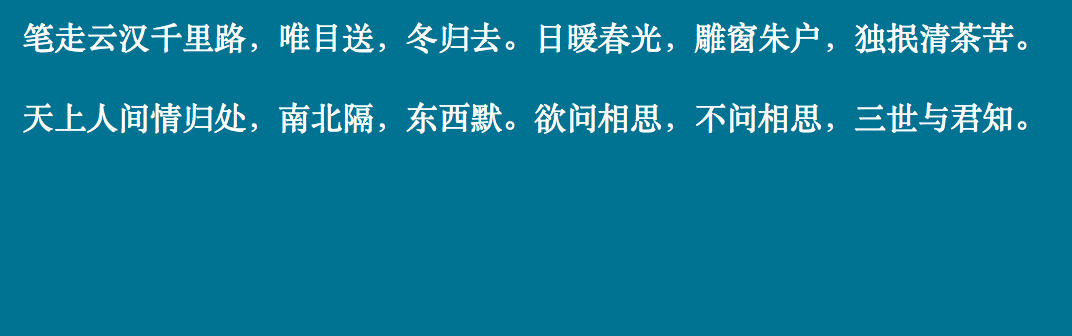 笔走云汉千里路，唯目送，冬归去。日暖春光，雕窗朱户，独抿清茶苦。
天上人间情归处，南北隔，东西默。欲问相思，不问相思，三世与君知。